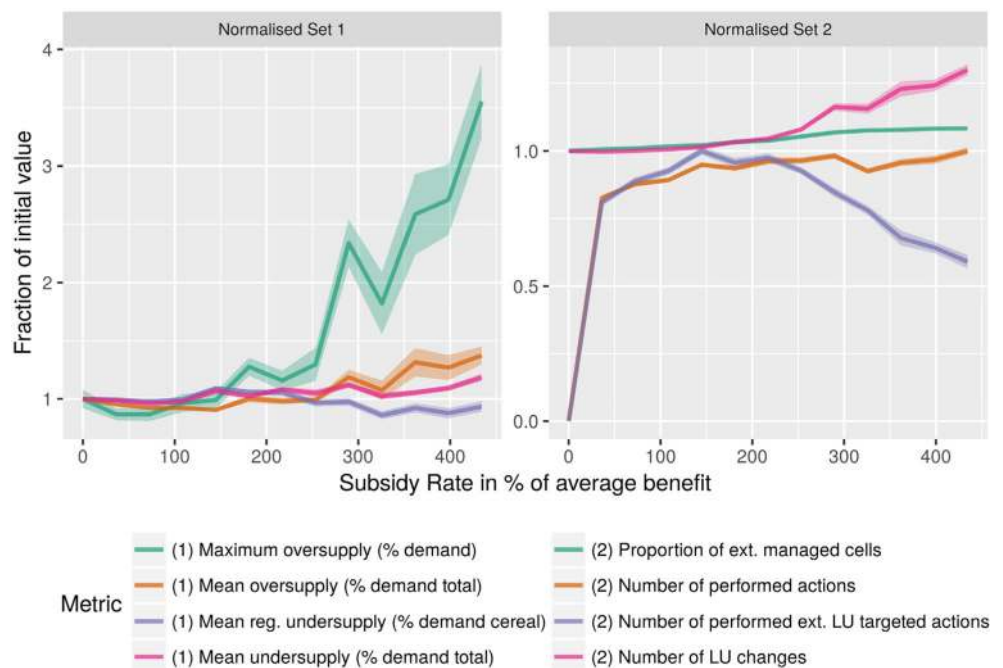 Normalised Set 1
Normalised Set 2
Fraction of initial value
4
3
2
1
1.0
0.5
0.0
0 100 200 300 400
0 100 200 300 400
Subsidy Rate in % of average benefit
Metric
(1) Maximum oversupply (% demand)
(1) Mean oversupply (% demand total)
(1) Mean reg. undersupply (% demand cereal)
(1) Mean undersupply (% demand total)
(2) Proportion of ext. managed cells
(2) Number of performed actions
(2) Number of performed ext. LU targeted actions
(2) Number of LU changes